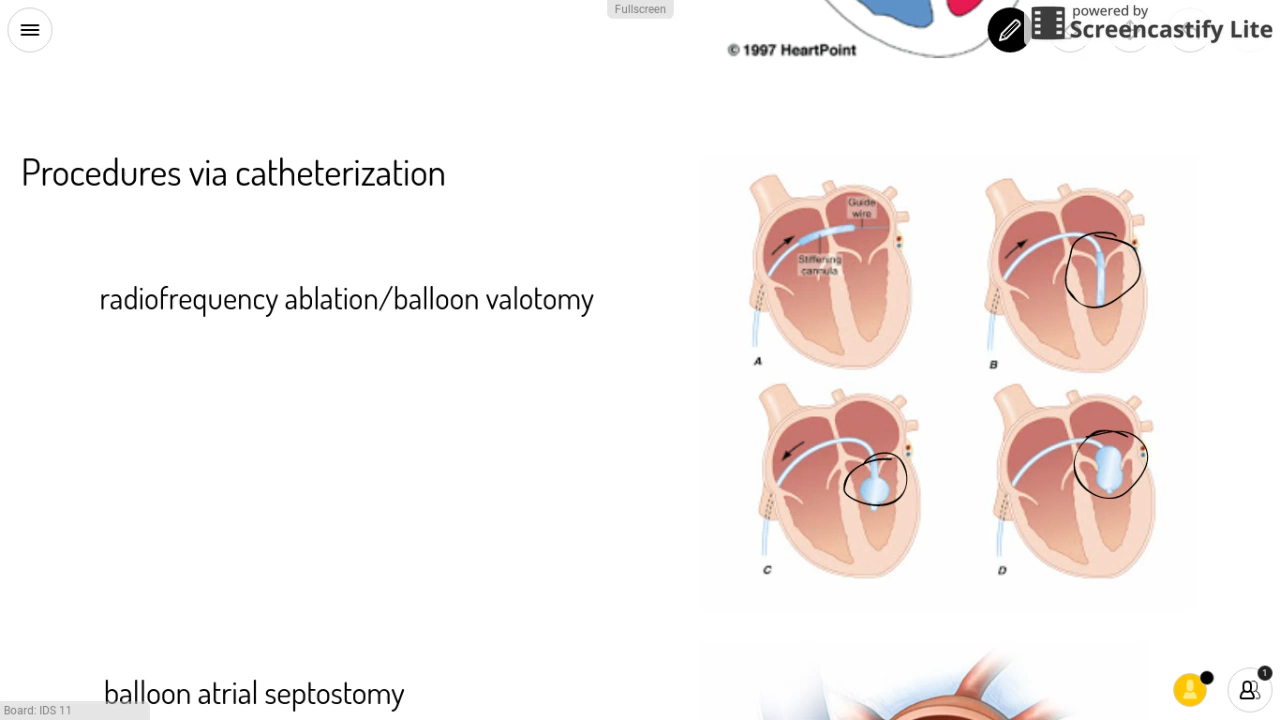 Fullscreen
powered by
Screencastify Lite
© 1997 HeartPoint
Procedures via catheterization
Guide
wire
Stiffening
cannula
radiofrequency ablation/balloon valotomy
A
B
C
D
balloon atrial septostomy
1
Board: IDS 11